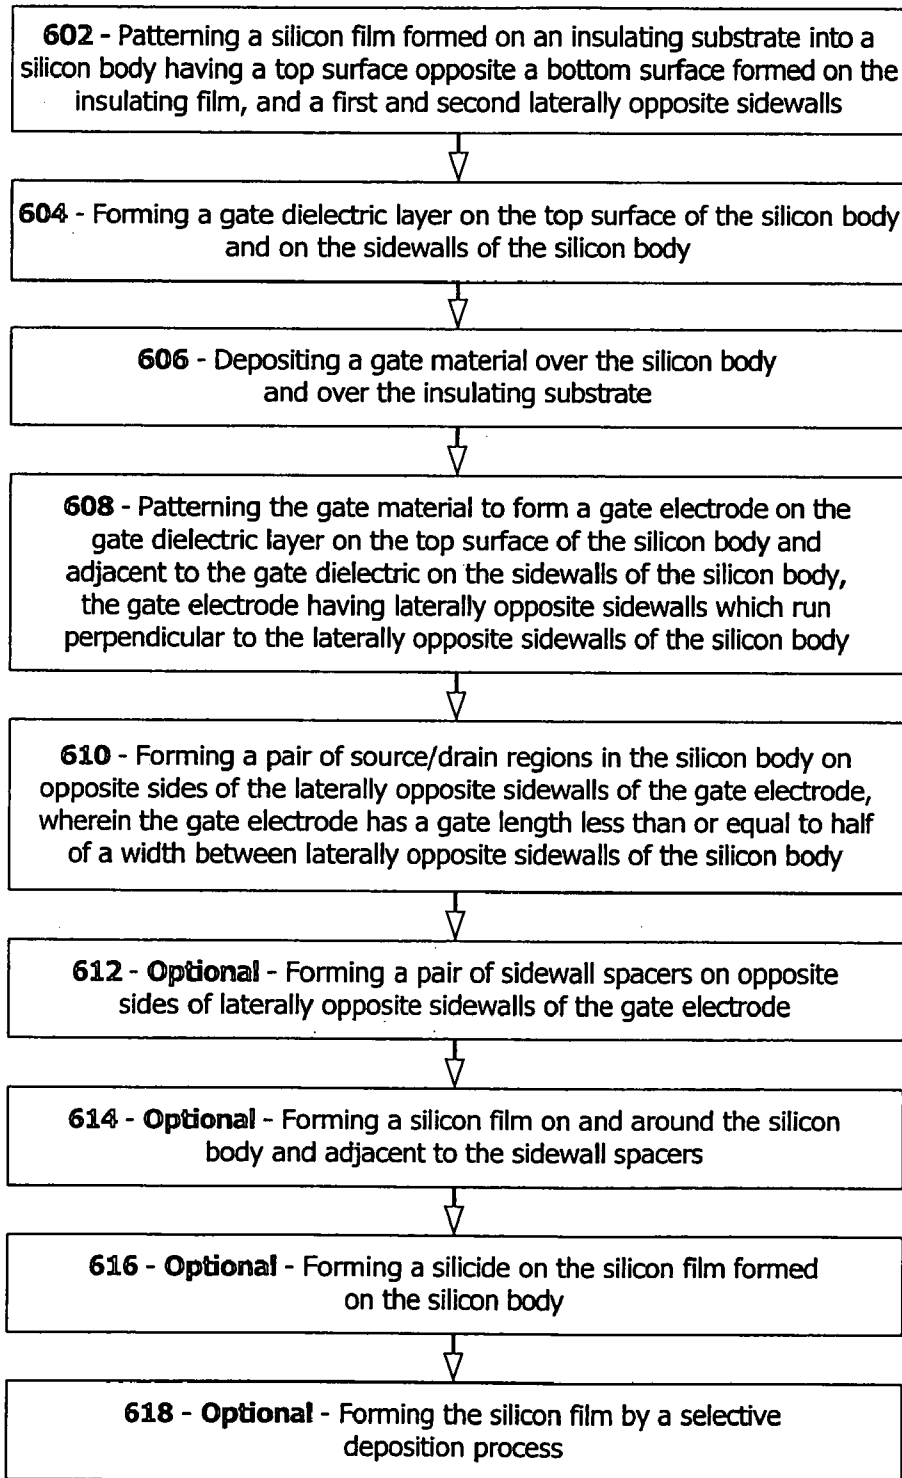 602 - Patterning a silicon film formed on an insulating substrate into a
silicon body having a top surface opposite a bottom surface formed on the
insulating film, and a first and second laterally opposite sidewalls
604 - Forming a gate dielectric layer on the top surface of the silicon body
and on the sidewalls of the silicon body
606 - Depositing a gate material over the silicon body
and over the insulating substrate
608 - Patterning the gate material to form a gate electrode on the
gate dielectric layer on the top surface of the silicon body and
adjacent to the gate dielectric on the sidewalls of the silicon body,
the gate electrode having laterally opposite sidewalls which run
perpendicular to the laterally opposite sidewalls of the silicon body
610 - Forming a pair of source/drain regions in the silicon body on
opposite sides of the laterally opposite sidewalls of the gate electrode,
wherein the gate electrode has a gate length less than or equal to half
of a width between laterally opposite sidewalls of the silicon body
612 - Optional - Forming a pair of sidewall spacers on opposite
sides of laterally opposite sidewalls of the gate electrode
614 - Optional - Forming a silicon film on and around the silicon
body and adjacent to the sidewall spacers
616 - Optional - Forming a silicide on the silicon film formed
on the silicon body
618 - Optional - Forming the silicon film by a selective
deposition process